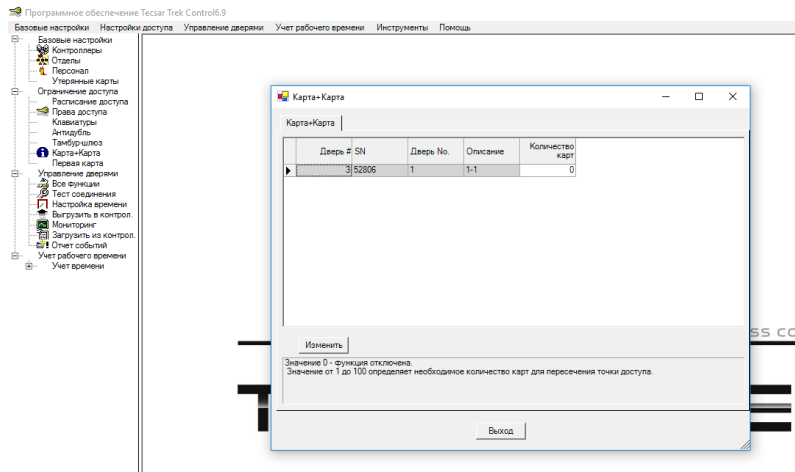 Программное обеспечение Tecsar Trek Control6.9
Базовые настройки Настройки доступа Управление дверями Учет рабочего времени Инструменты Помощь
Базовые настройки
Контроллеры
Отделы
Персонал
Утерянные карты
Ограничение доступа
Расписание доступа
Права доступа
Клавиатуры
Антидубль
Тамбур-шлюз
Карта+Карта
Первая карта
Управление дверями
Все функции
Тест соединения
Настройка времени
Выгрузить в контрол.
Мониторинг
Загрузить из контрол.
Отчет событий
Учет рабочего времени
Учет времени
Карта+Карта
Карта+Карта
Дверь # SN Дверь No. Описание Количество карт
3 52806 1 1-1 0
Изменить
Значение 0 - функция отключена.
Значение от 1 до 100 определяет необходимое количество карт для пересечения точки доступа.
Выход